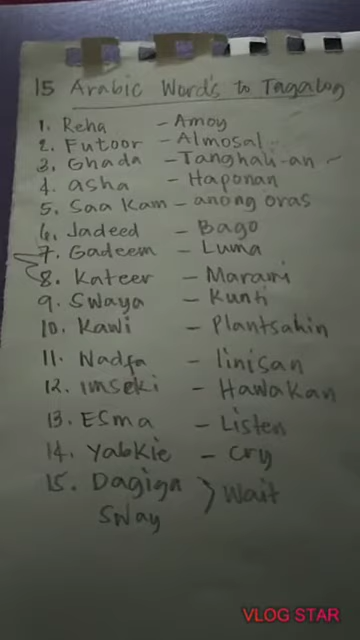 15 Arabic Word's to Tagalog
1. Reha - Amoy
2. Futoor - Almosal
3. Ghada - Tanghali-an
4. asha - Haponan
5. Saa Kam - anong oras
6. Jadeed - Bago
7. Gadeem - Luma
8. Kateer - Marami
9. Swaya - Kunti
10. Kawi - Plantsahin
11. Nadfa - linisan
12. imseki - Hawakan
13. ESma - Listen
14. Yabkie - Cry
15. Dagiga } Wait
Sway
VLOG STAR